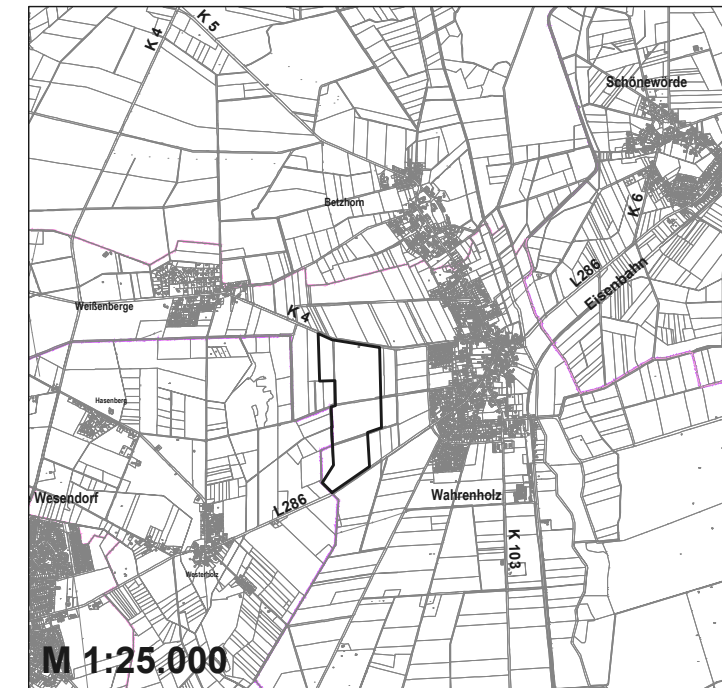 K 5
K 4
Schönewörde
Betzhorn
K 6
L286
Eisenbahn
Weißenberge
K 4
Hasenberg
Wesendorf
Wahrenholz
L286
K 103
Westerholz
M 1:25.000